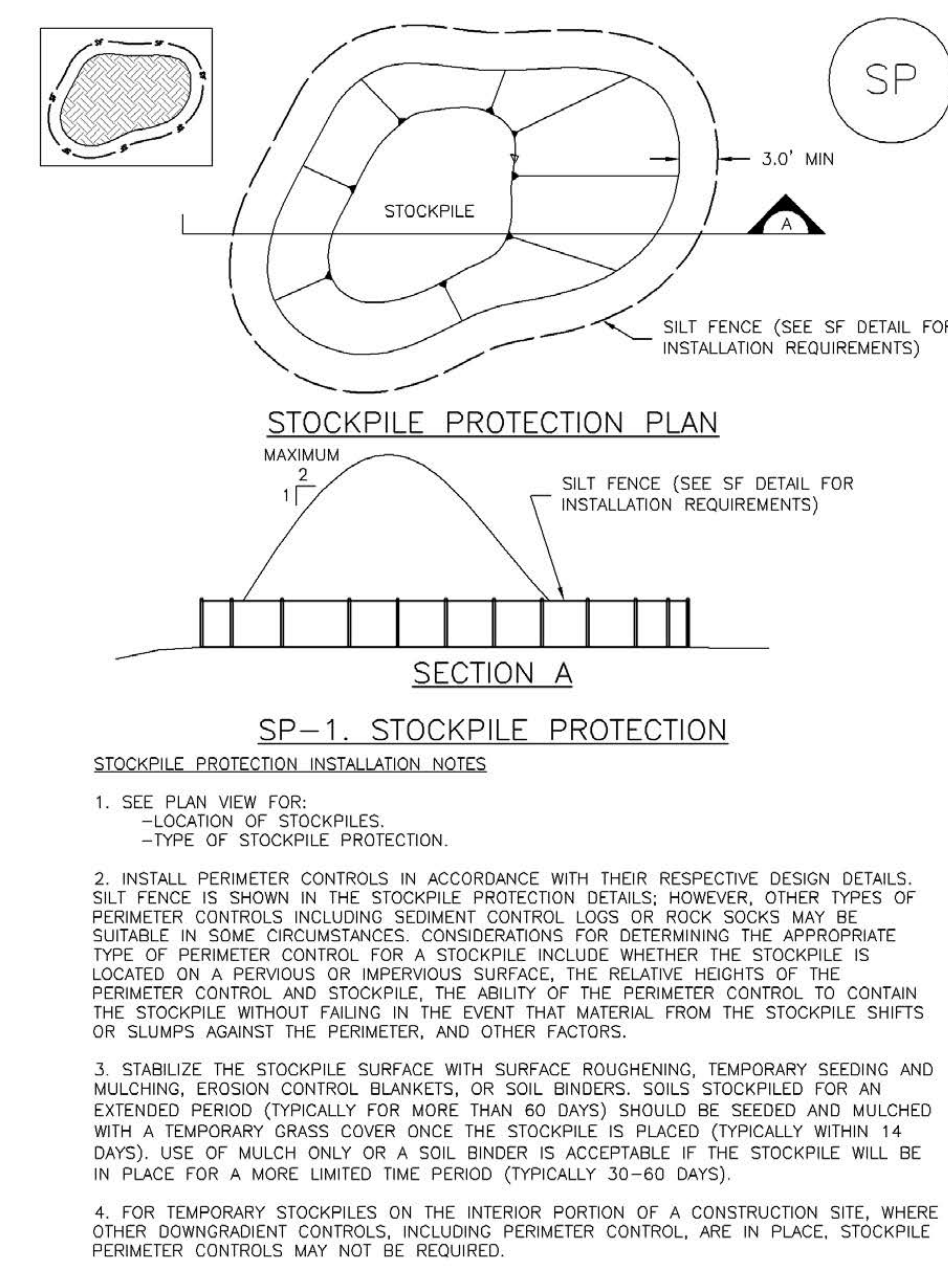 SF SF
SF SF
SF SF
SP
3.0' MIN
STOCKPILE
A
SILT FENCE (SEE SF DETAIL FOR
INSTALLATION REQUIREMENTS)
STOCKPILE PROTECTION PLAN
MAXIMUM
2
1
SILT FENCE (SEE SF DETAIL FOR
INSTALLATION REQUIREMENTS)
SECTION A
SP-1. STOCKPILE PROTECTION
STOCKPILE PROTECTION INSTALLATION NOTES
1. SEE PLAN VIEW FOR:
-LOCATION OF STOCKPILES.
-TYPE OF STOCKPILE PROTECTION.
2. INSTALL PERIMETER CONTROLS IN ACCORDANCE WITH THEIR RESPECTIVE DESIGN DETAILS.
SILT FENCE IS SHOWN IN THE STOCKPILE PROTECTION DETAILS; HOWEVER, OTHER TYPES OF
PERIMETER CONTROLS INCLUDING SEDIMENT CONTROL LOGS OR ROCK SOCKS MAY BE
SUITABLE IN SOME CIRCUMSTANCES. CONSIDERATIONS FOR DETERMINING THE APPROPRIATE
TYPE OF PERIMETER CONTROL FOR A STOCKPILE INCLUDE WHETHER THE STOCKPILE IS
LOCATED ON A PERVIOUS OR IMPERVIOUS SURFACE, THE RELATIVE HEIGHTS OF THE
PERIMETER CONTROL AND STOCKPILE, THE ABILITY OF THE PERIMETER CONTROL TO CONTAIN
THE STOCKPILE WITHOUT FAILING IN THE EVENT THAT MATERIAL FROM THE STOCKPILE SHIFTS
OR SLUMPS AGAINST THE PERIMETER, AND OTHER FACTORS.
3. STABILIZE THE STOCKPILE SURFACE WITH SURFACE ROUGHENING, TEMPORARY SEEDING AND
MULCHING, EROSION CONTROL BLANKETS, OR SOIL BINDERS. SOILS STOCKPILED FOR AN
EXTENDED PERIOD (TYPICALLY FOR MORE THAN 60 DAYS) SHOULD BE SEEDED AND MULCHED
WITH A TEMPORARY GRASS COVER ONCE THE STOCKPILE IS PLACED (TYPICALLY WITHIN 14
DAYS). USE OF MULCH ONLY OR A SOIL BINDER IS ACCEPTABLE IF THE STOCKPILE WILL BE
IN PLACE FOR A MORE LIMITED TIME PERIOD (TYPICALLY 30-60 DAYS).
4. FOR TEMPORARY STOCKPILES ON THE INTERIOR PORTION OF A CONSTRUCTION SITE, WHERE
OTHER DOWNGRADIENT CONTROLS, INCLUDING PERIMETER CONTROL, ARE IN PLACE, STOCKPILE
PERIMETER CONTROLS MAY NOT BE REQUIRED.